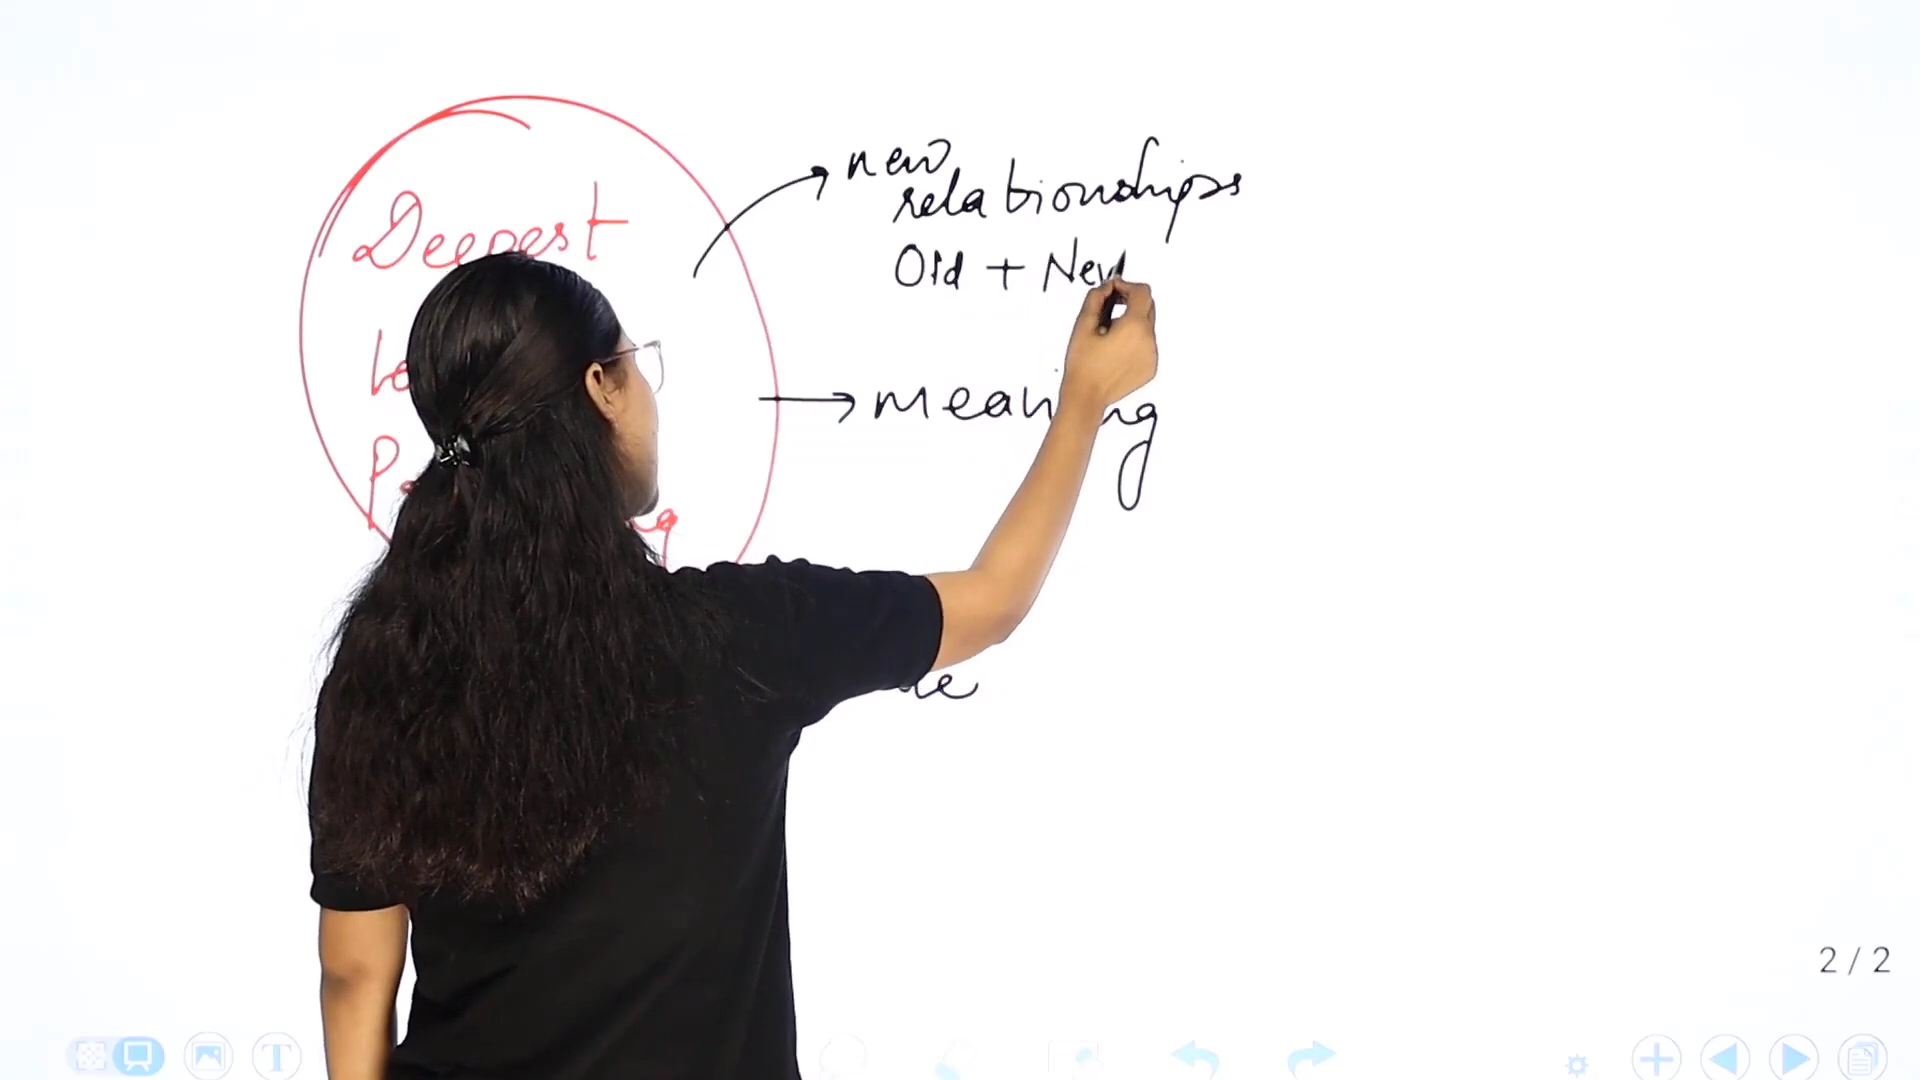 Deepest
new
relationships
Old + New
meaning
2 / 2